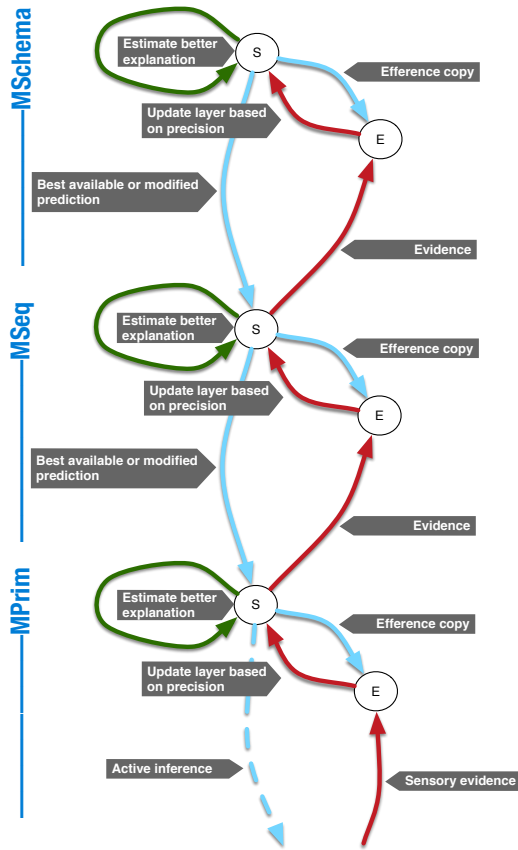 MSchema
Estimate better
explanation
S
Efference copy
Update layer based
on precision
E
Best available or modified
prediction
Evidence
MSeq
Estimate better
explanation
S
Efference copy
Update layer based
on precision
E
Best available or modified
prediction
Evidence
MPrim
Estimate better
explanation
S
Efference copy
Update layer based
on precision
E
Active inference
Sensory evidence